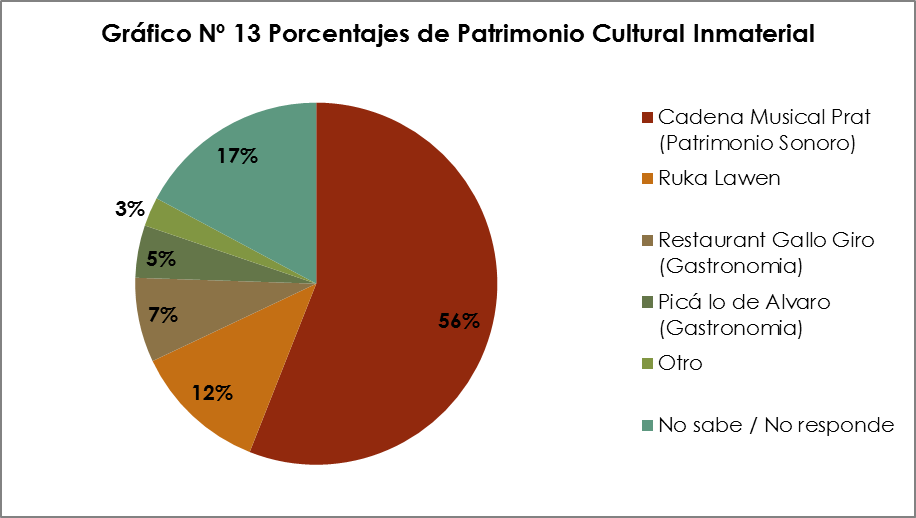 Gráfico Nº 13 Porcentajes de Patrimonio Cultural Inmaterial
17%
3%
5%
7%
12%
56%
Cadena Musical Prat
(Patrimonio Sonoro)
Ruka Lawen
Restaurant Gallo Giro
(Gastronomia)
Picá lo de Alvaro
(Gastronomia)
Otro
No sabe / No responde